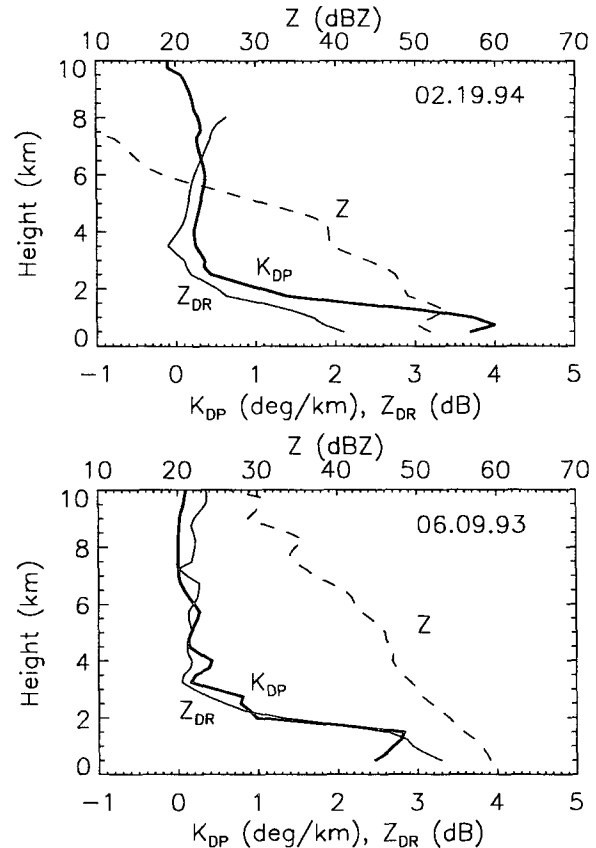 Z (dBZ)
10 20 30 40 50 60 70
10
8
6
4
2
0
Height (km)
02.19.94
Z
K_DP
Z_DR
−1 0 1 2 3 4 5
K_DP (deg/km), Z_DR (dB)
Z (dBZ)
10 20 30 40 50 60 70
10
8
6
4
2
0
Height (km)
06.09.93
Z
K_DP
Z_DR
−1 0 1 2 3 4 5
K_DP (deg/km), Z_DR (dB)